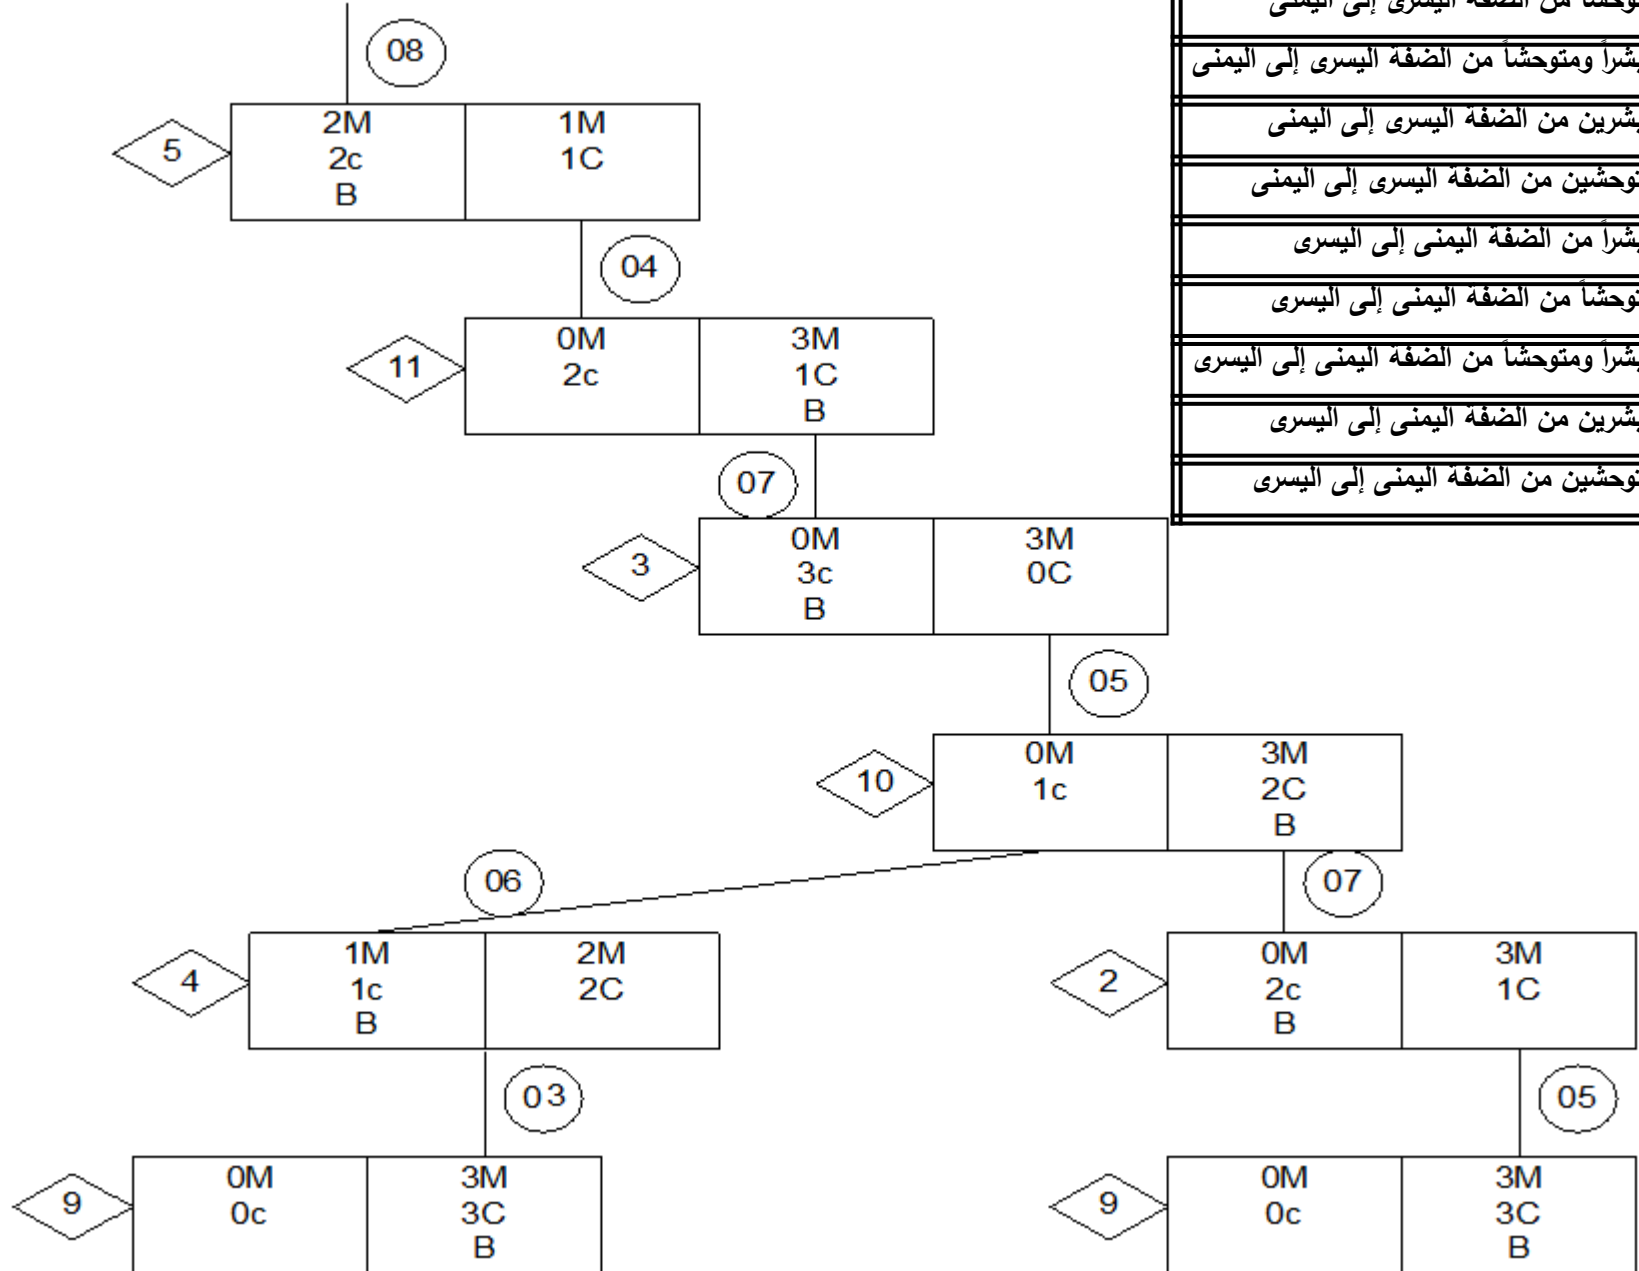 08
5
2M
2c
B
1M
1C
04
11
0M
2c
3M
1C
B
07
3
0M
3c
B
3M
0C
05
10
0M
1c
3M
2C
B
06
07
4
1M
1c
B
2M
2C
2
0M
2c
B
3M
1C
03
05
9
0M
0c
3M
3C
B
9
0M
0c
3M
3C
B
من الضفة اليسرى إلى اليمنى
بشراً ومتوحشاً من الضفة اليسرى إلى اليمنى
بشرين من الضفة اليسرى إلى اليمنى
توحشين من الضفة اليسرى إلى اليمنى
بشراً من الضفة اليمنى إلى اليسرى
توحشاً من الضفة اليمنى إلى اليسرى
بشراً ومتوحشاً من الضفة اليمنى إلى اليسرى
بشرين من الضفة اليمنى إلى اليسرى
توحشين من الضفة اليمنى إلى اليسرى